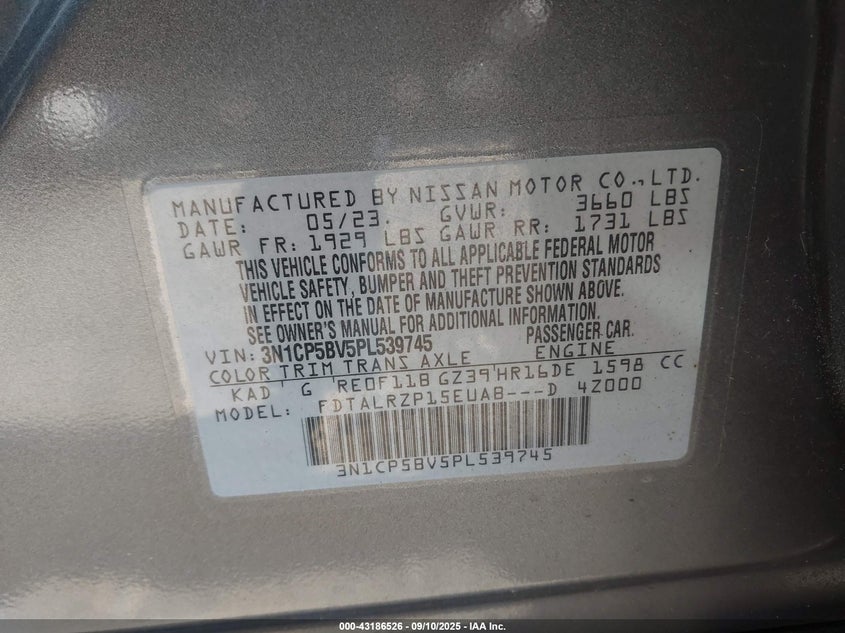 MANUFACTURED BY NISSAN MOTOR CO., LTD.
DATE: 05/23. GVWR: 3660 LBS
GAWR FR: 1929 LBS GAWR RR: 1731 LBS
THIS VEHICLE CONFORMS TO ALL APPLICABLE FEDERAL MOTOR
VEHICLE SAFETY, BUMPER AND THEFT PREVENTION STANDARDS
IN EFFECT ON THE DATE OF MANUFACTURE SHOWN ABOVE.
SEE OWNER'S MANUAL FOR ADDITIONAL INFORMATION.
VIN: 3N1CP5BV5PL539745 PASSENGER CAR.
COLOR TRIM TRANS AXLE ENGINE
KAD G RE0F11B GZ39 HR16DE 1598 CC
MODEL: FDTALRZP15EUA8---D 4Z000
3N1CP5BV5PL539745
000-43186526 - 09/10/2025 - IAA Inc.